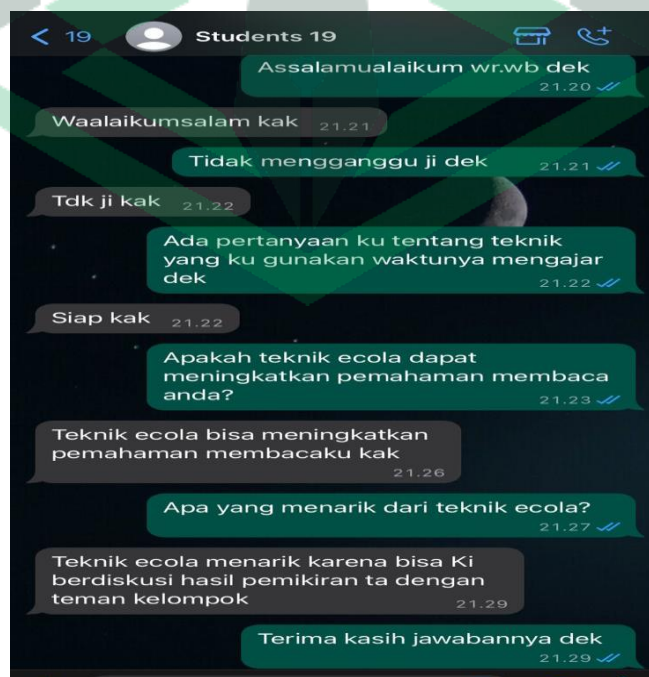 19 Students 19
Assalamualaikum wr.wb dek
21.20
Waalaikumsalam kak 21.21
Tidak mengganggu ji dek 21.21
Tdk ji kak 21.22
Ada pertanyaan ku tentang teknik
yang ku gunakan waktunya mengajar
dek
21.22
Siap kak 21.22
Apakah teknik ecola dapat
meningkatkan pemahaman membaca
anda?
21.23
Teknik ecola bisa meningkatkan
pemahaman membacaku kak
21.26
Apa yang menarik dari teknik ecola?
21.27
Teknik ecola menarik karena bisa Ki
berdiskusi hasil pemikiran ta dengan
teman kelompok
21.29
Terima kasih jawabannya dek
21.29